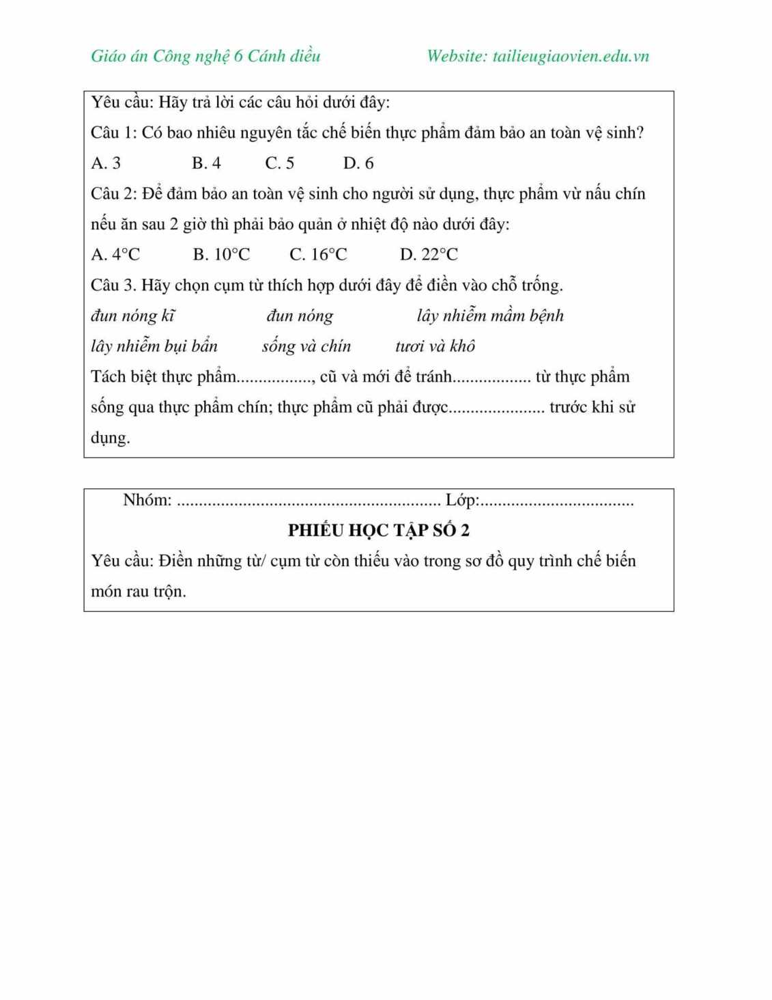 Giáo án Công nghệ 6 Cánh diều Website: tailieugiaovien.edu.vn
Yêu cầu: Hãy trả lời các câu hỏi dưới đây:
Câu 1: Có bao nhiêu nguyên tắc chế biến thực phẩm đảm bảo an toàn vệ sinh?
A. 3 B. 4 C. 5 D. 6
Câu 2: Để đảm bảo an toàn vệ sinh cho người sử dụng, thực phẩm vừ nấu chín
nếu ăn sau 2 giờ thì phải bảo quản ở nhiệt độ nào dưới đây:
A. 4°C B. 10°C C. 16°C D. 22°C
Câu 3. Hãy chọn cụm từ thích hợp dưới đây để điền vào chỗ trống.
đun nóng kĩ đun nóng lây nhiễm mầm bệnh
lây nhiễm bụi bẩn sống và chín tươi và khô
Tách biệt thực phẩm................., cũ và mới để tránh.................. từ thực phẩm
sống qua thực phẩm chín; thực phẩm cũ phải được...................... trước khi sử
dụng.
Nhóm: ............................................................ Lớp:...................................
PHIẾU HỌC TẬP SỐ 2
Yêu cầu: Điền những từ/ cụm từ còn thiếu vào trong sơ đồ quy trình chế biến
món rau trộn.